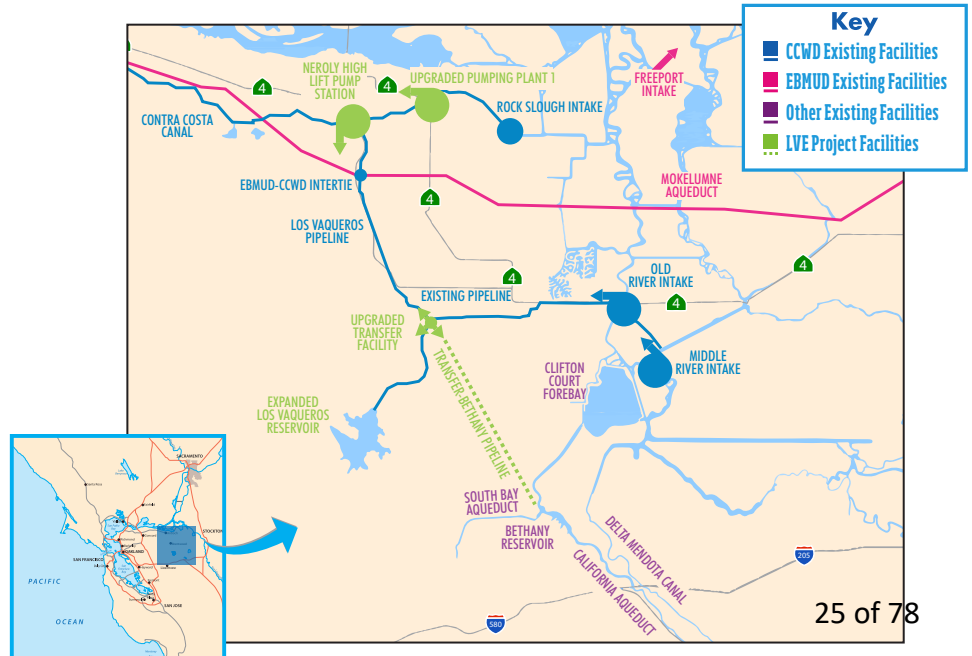 Key
CCWD Existing Facilities
EBMUD Existing Facilities
Other Existing Facilities
LVE Project Facilities
NEROLY HIGH
LIFT PUMP
STATION
4
4
UPGRADED PUMPING PLANT 1
FREEPORT
INTAKE
ROCK SLOUGH INTAKE
CONTRA COSTA
CANAL
EBMUD-CCWD INTERTIE
MOKELUMNE
AQUEDUCT
4
LOS VAQUEROS
PIPELINE
4
4
OLD
RIVER INTAKE
EXISTING PIPELINE
4
UPGRADED
TRANSFER
FACILITY
MIDDLE
RIVER INTAKE
CLIFTON
COURT
FOREBAY
TRANSFER-BETHANY PIPELINE
EXPANDED
LOS VAQUEROS
RESERVOIR
SOUTH BAY
AQUEDUCT
BETHANY
RESERVOIR
DELTA MENDOTA CANAL
CALIFORNIA AQUEDUCT
205
580
25 of 78
SACRAMENTO
STOCKTON
OAKLAND
SAN FRANCISCO
SAN JOSE
PACIFIC
OCEAN